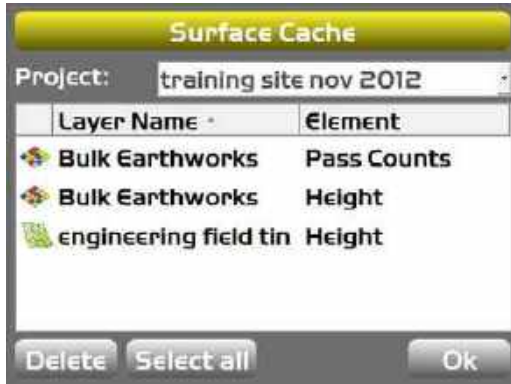 Surface Cache
Project: training site nov 2012
Layer Name Element
Bulk Earthworks Pass Counts
Bulk Earthworks Height
engineering field tin Height
Delete Select all Ok